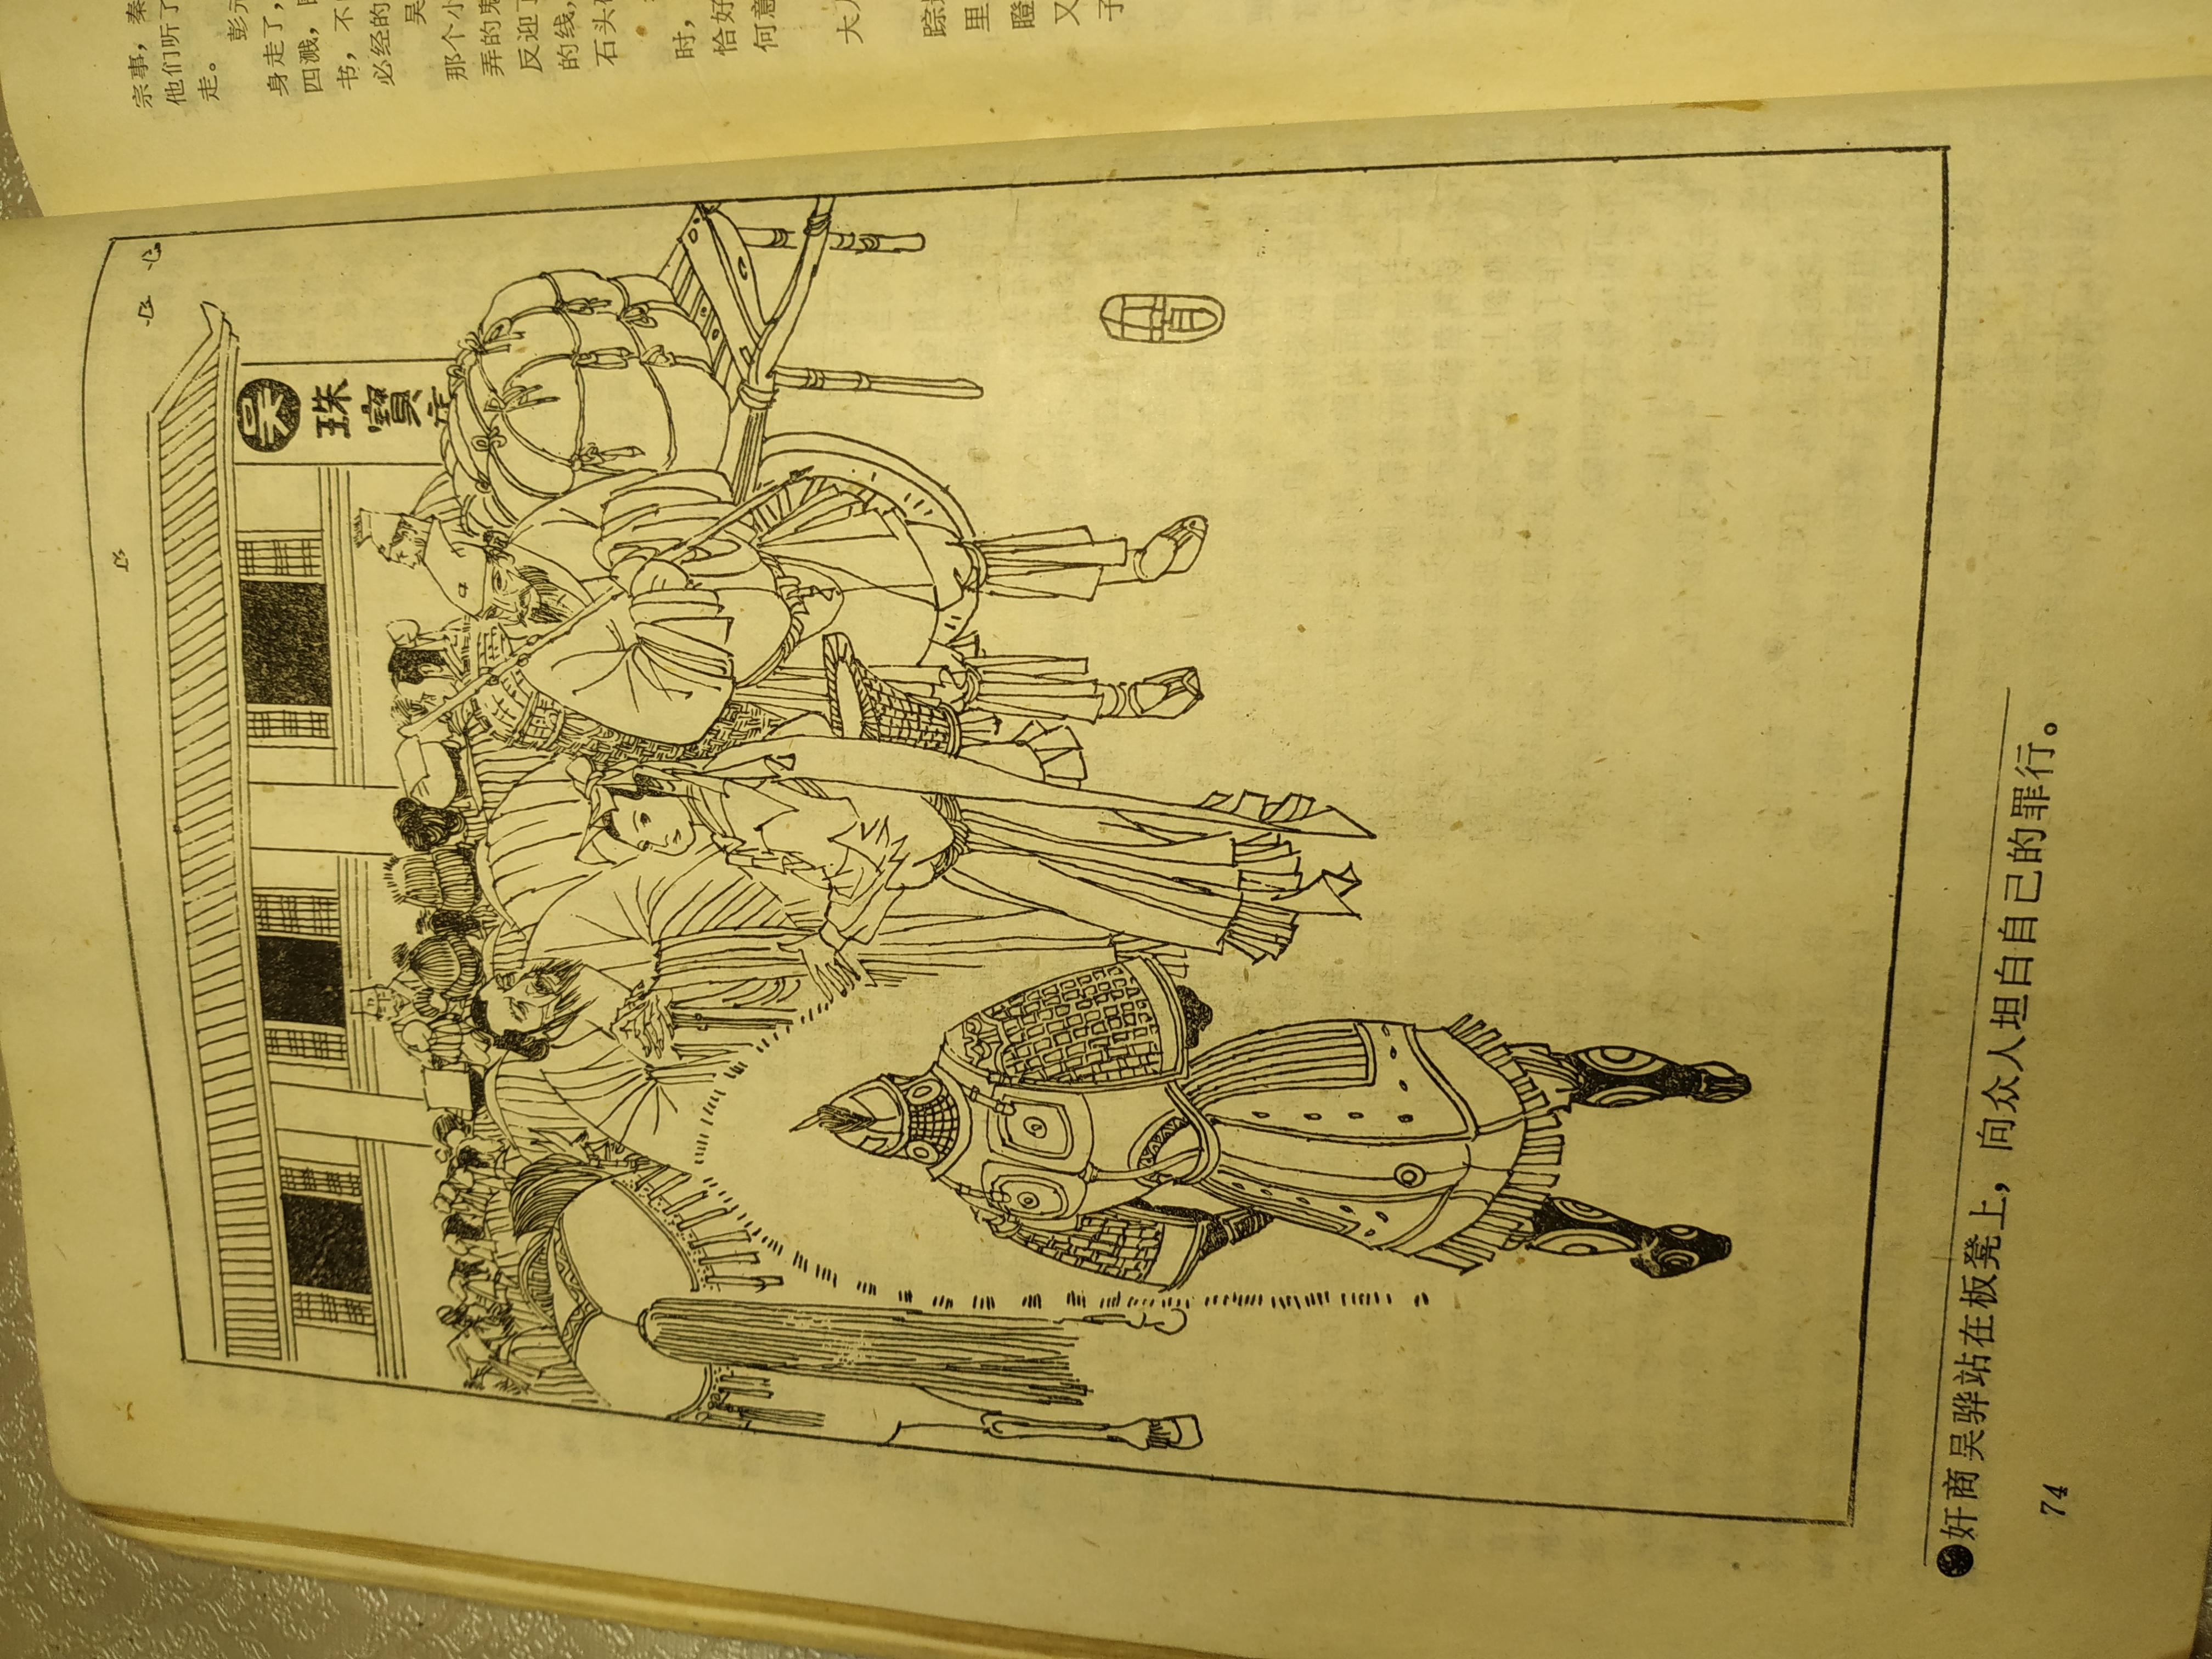 吴
珠
寶
●奸商吴骅站在板凳上，向众人坦白自己的罪行。
74
宗事，秦
他们听了
走。
彭
身走了，
四溅，
书，不
必经的
吴
那个小
弄的鬼
反迎了
的线，
石头
时，
恰好
何意
大
踪
里
瞪
又
子